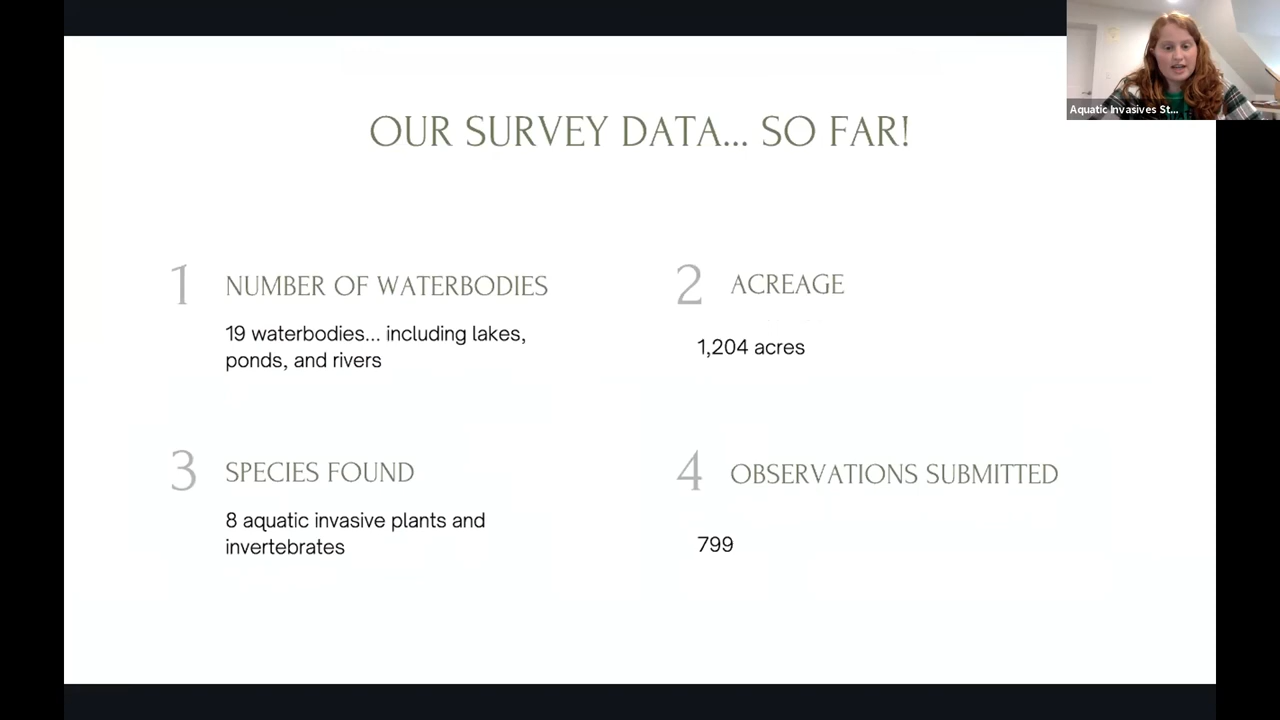 Aquatic Invasives St...
OUR SURVEY DATA... SO FAR!
1 NUMBER OF WATERBODIES
19 waterbodies... including lakes,
ponds, and rivers
2 ACREAGE
1,204 acres
3 SPECIES FOUND
8 aquatic invasive plants and
invertebrates
4 OBSERVATIONS SUBMITTED
799